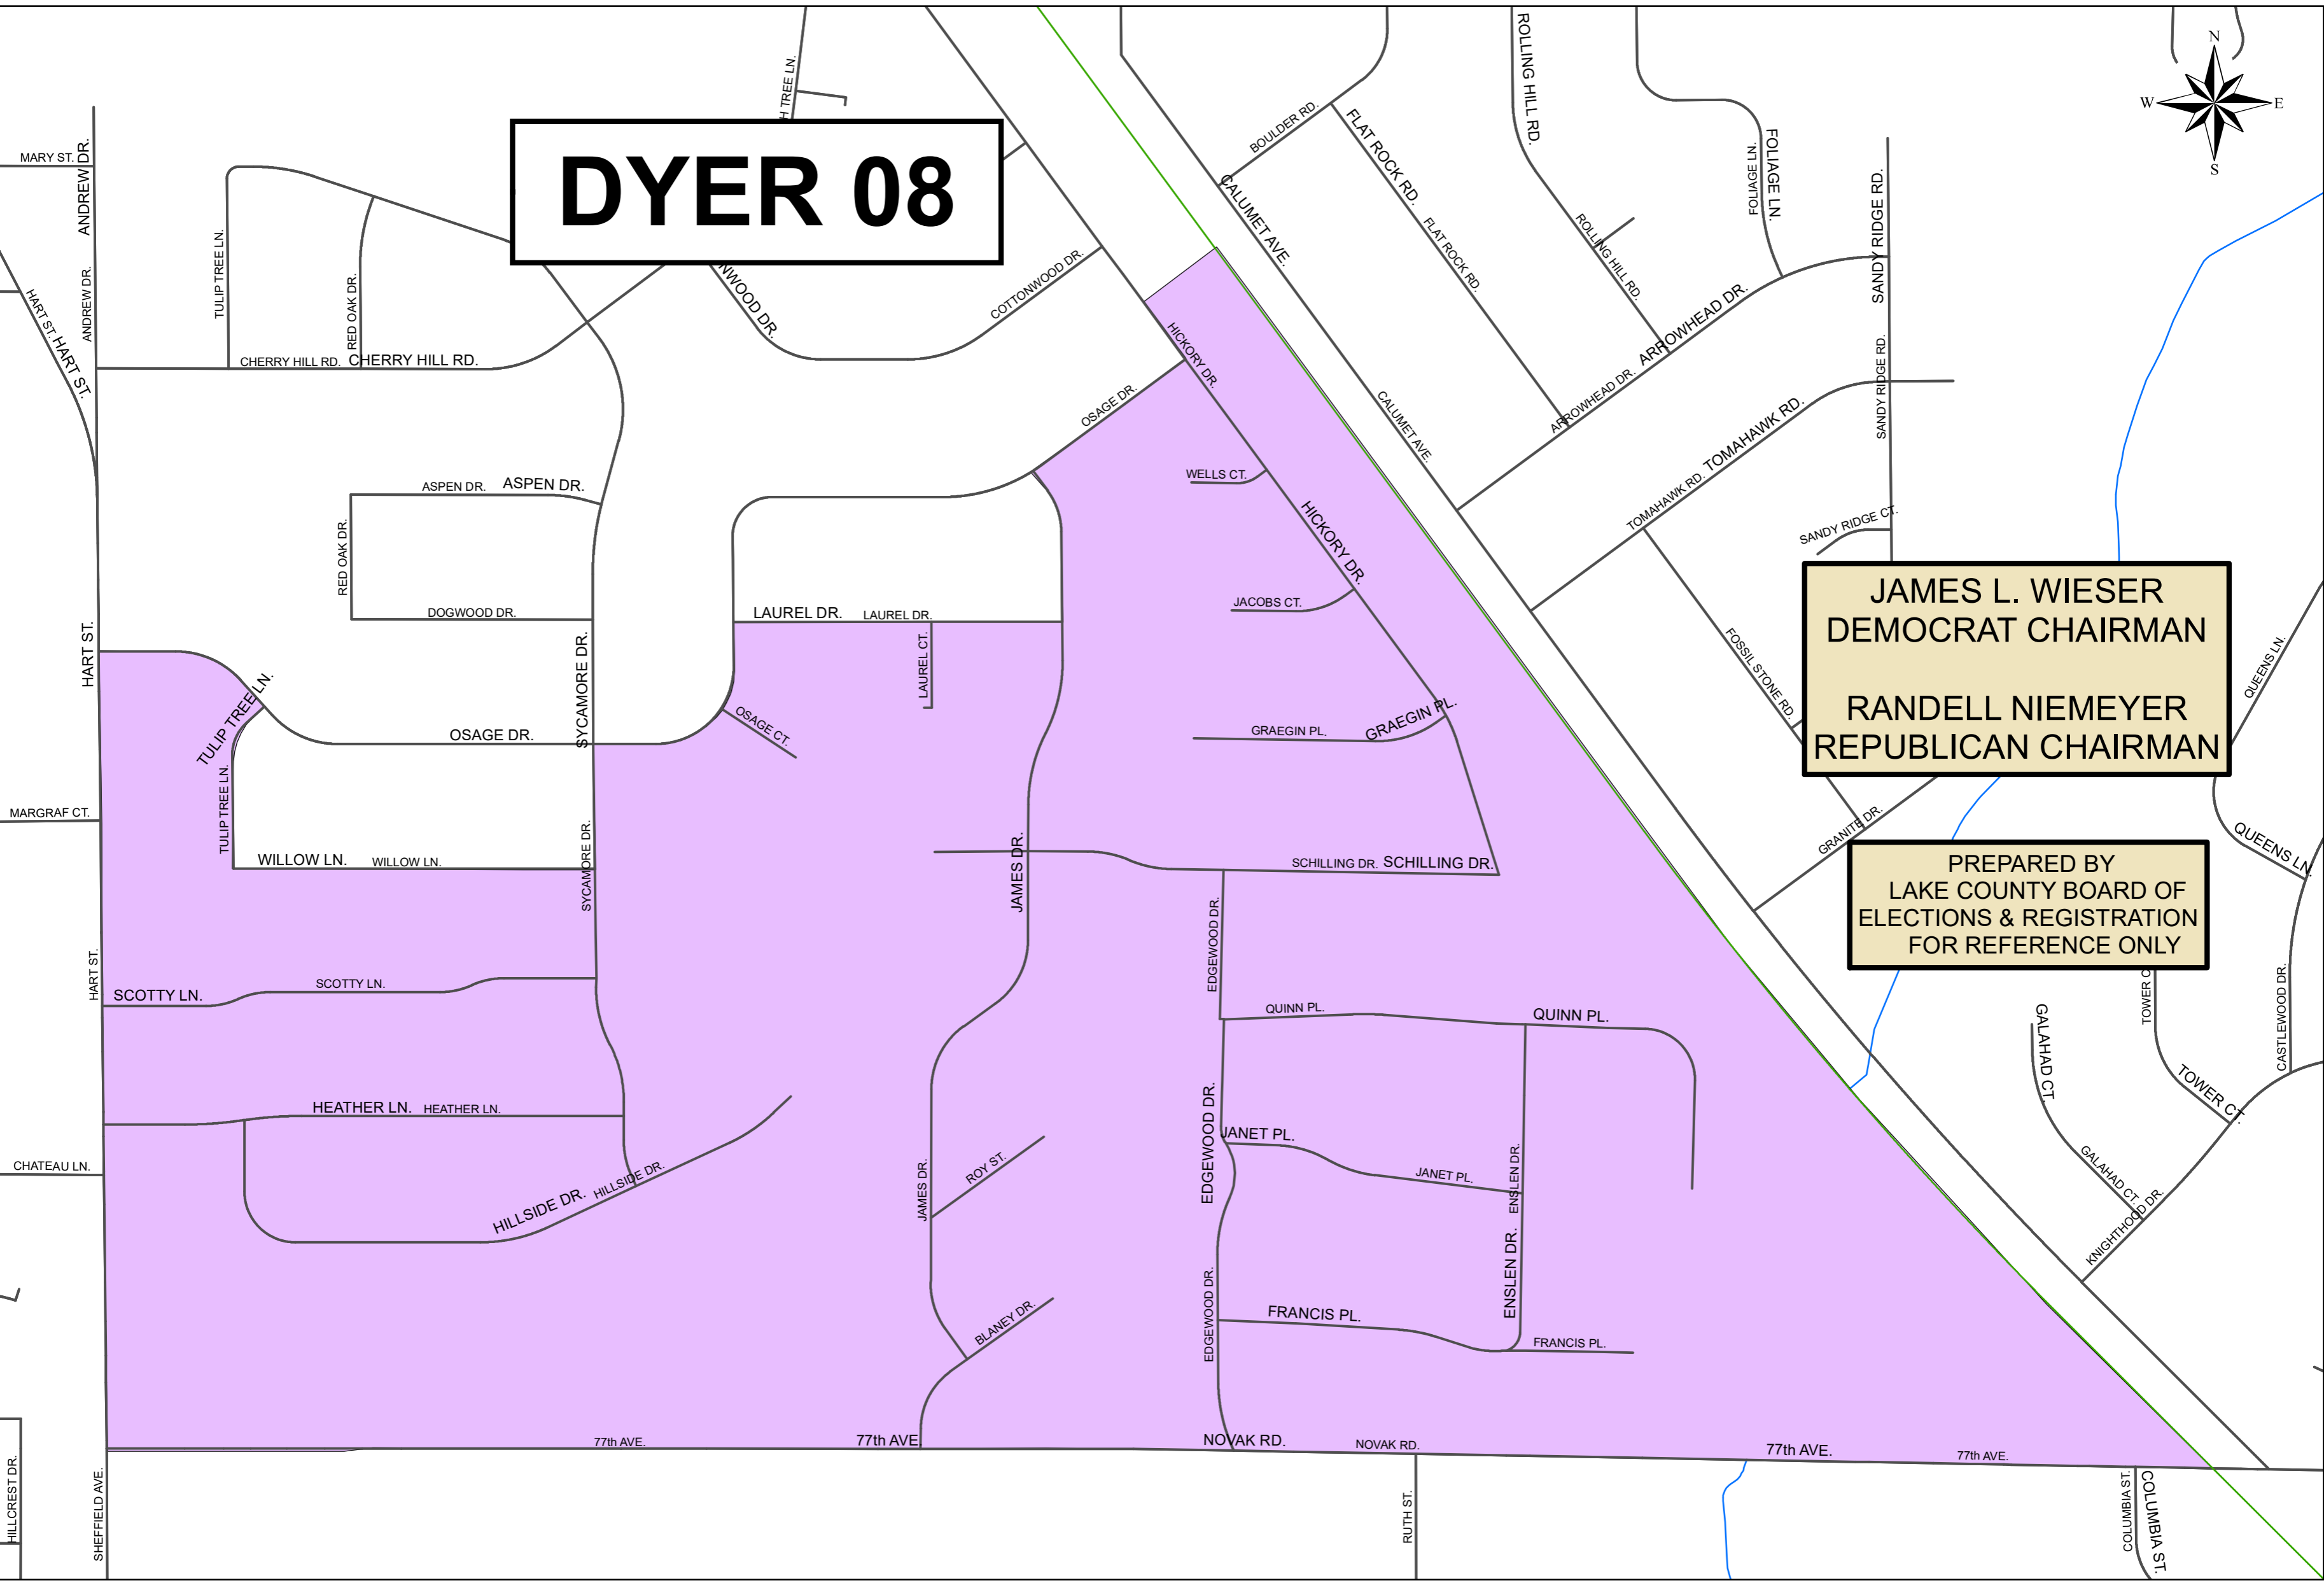 N
W
E
S
H TREE LN.
DYER 08
MARY ST.
ANDREW DR.
ANDREW DR.
HART ST.
HART ST.
TULIP TREE LN.
RED OAK DR.
CHERRY HILL RD.
CHERRY HILL RD.
NWOOD DR.
COTTONWOOD DR.
BOULDER RD.
CALUMET AVE.
FLAT ROCK RD.
FLAT ROCK RD.
ROLLING HILL RD.
ROLLING HILL RD.
FOLIAGE LN.
FOLIAGE LN.
SANDY RIDGE RD.
SANDY RIDGE RD.
ARROWHEAD DR.
ARROWHEAD DR.
CALUMET AVE.
TOMAHAWK RD.
TOMAHAWK RD.
SANDY RIDGE CT.
HICKORY DR.
OSAGE DR.
WELLS CT.
HICKORY DR.
ASPEN DR.
ASPEN DR.
RED OAK DR.
DOGWOOD DR.
LAUREL DR.
LAUREL DR.
LAUREL CT.
JACOBS CT.
JAMES L. WIESER
DEMOCRAT CHAIRMAN
RANDELL NIEMEYER
REPUBLICAN CHAIRMAN
HART ST.
SYCAMORE DR.
TULIP TREE LN.
OSAGE DR.
OSAGE CT.
GRAEGIN PL.
GRAEGIN PL.
FOSSIL STONE RD.
QUEENS LN.
MARGRAF CT.
TULIP TREE LN.
WILLOW LN.
WILLOW LN.
SYCAMORE DR.
JAMES DR.
SCHILLING DR.
SCHILLING DR.
GRANITE DR.
QUEENS LN.
PREPARED BY
LAKE COUNTY BOARD OF
ELECTIONS & REGISTRATION
FOR REFERENCE ONLY
HART ST.
SCOTTY LN.
SCOTTY LN.
EDGEWOOD DR.
QUINN PL.
QUINN PL.
GALAHAD CT.
TOWER C
CASTLEWOOD DR.
TOWER CT.
HEATHER LN.
HEATHER LN.
CHATEAU LN.
HILLSIDE DR.
HILLSIDE DR.
JAMES DR.
ROY ST.
EDGEWOOD DR.
JANET PL.
JANET PL.
ENSLEN DR.
ENSLEN DR.
GALAHAD CT.
KNIGHTHOOD DR.
BLANEY DR.
EDGEWOOD DR.
FRANCIS PL.
FRANCIS PL.
77th AVE.
77th AVE.
NOVAK RD.
NOVAK RD.
77th AVE.
77th AVE.
HILLCREST DR.
SHEFFIELD AVE.
RUTH ST.
COLUMBIA ST.
COLUMBIA ST.